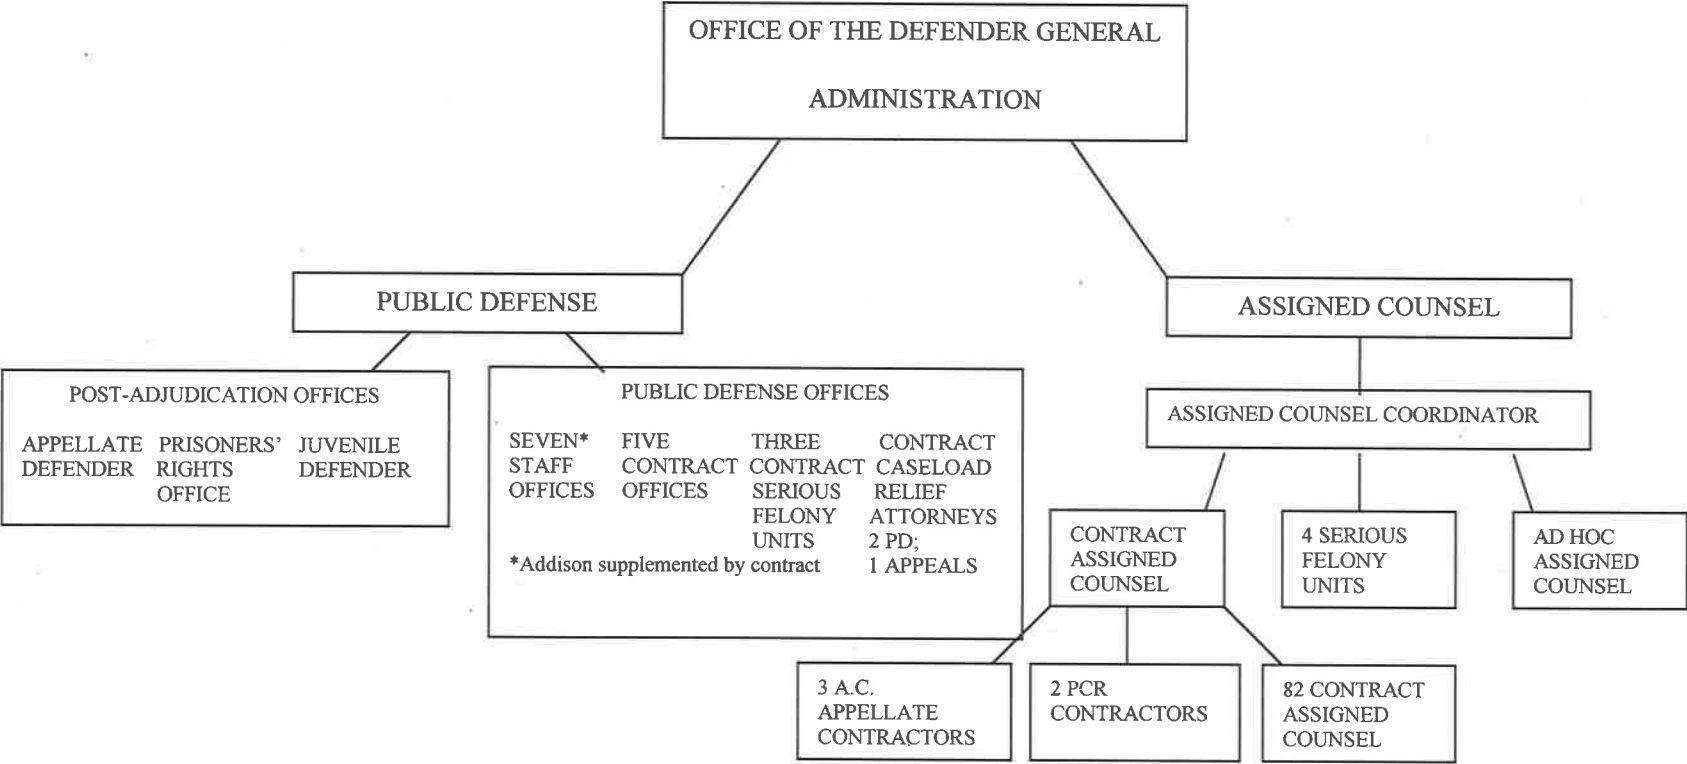 OFFICE OF THE DEFENDER GENERAL
ADMINISTRATION
PUBLIC DEFENSE
ASSIGNED COUNSEL
POST-ADJUDICATION OFFICES
APPELLATE PRISONERS' JUVENILE
DEFENDER RIGHTS DEFENDER
OFFICE
PUBLIC DEFENSE OFFICES
SEVEN* FIVE THREE CONTRACT
STAFF CONTRACT CONTRACT CASELOAD
OFFICES OFFICES SERIOUS RELIEF
FELONY ATTORNEYS
UNITS 2 PD;
*Addison supplemented by contract 1 APPEALS
ASSIGNED COUNSEL COORDINATOR
CONTRACT
ASSIGNED
COUNSEL
4 SERIOUS
FELONY
UNITS
AD HOC
ASSIGNED
COUNSEL
3 A.C.
APPELLATE
CONTRACTORS
2 PCR
CONTRACTORS
82 CONTRACT
ASSIGNED
COUNSEL